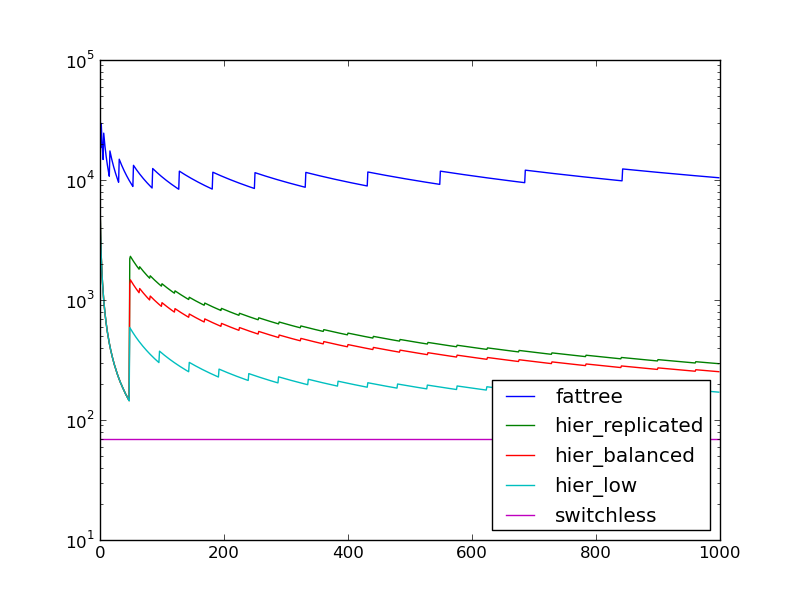 10^5
10^4
10^3
10^2
10^1
0
200
400
600
800
1000
fattree
hier_replicated
hier_balanced
hier_low
switchless